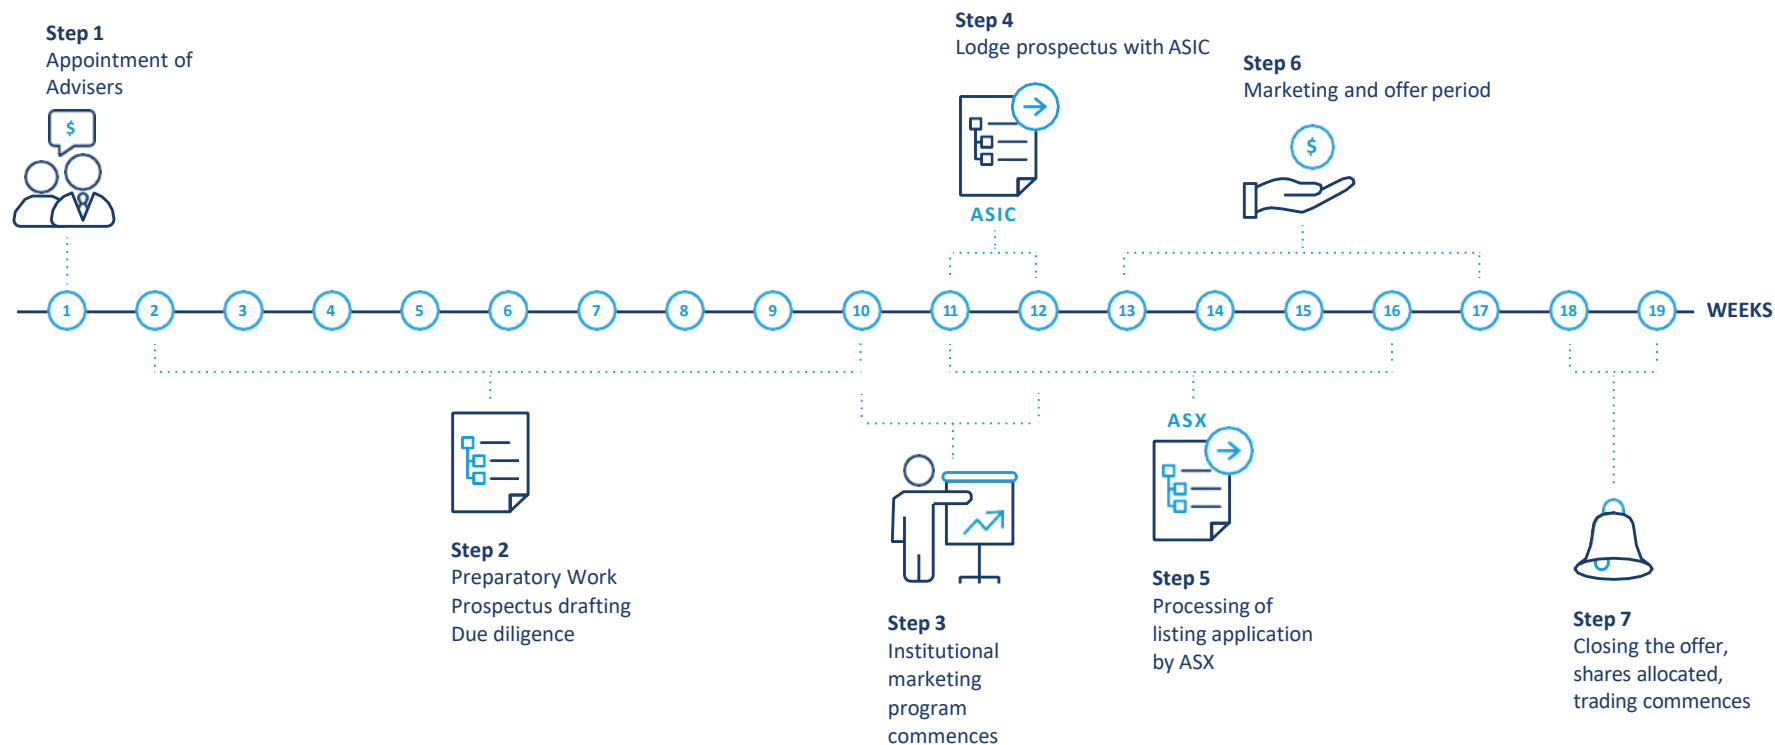 Step 1
Appointment of
Advisers
$
Step 4
Lodge prospectus with ASIC
ASIC
Step 6
Marketing and offer period
$
1 2 3 4 5 6 7 8 9 10 11 12 13 14 15 16 17 18 19 WEEKS
Step 2
Preparatory Work
Prospectus drafting
Due diligence
Step 3
Institutional
marketing
program
commences
ASX
Step 5
Processing of
listing application
by ASX
Step 7
Closing the offer,
shares allocated,
trading commences